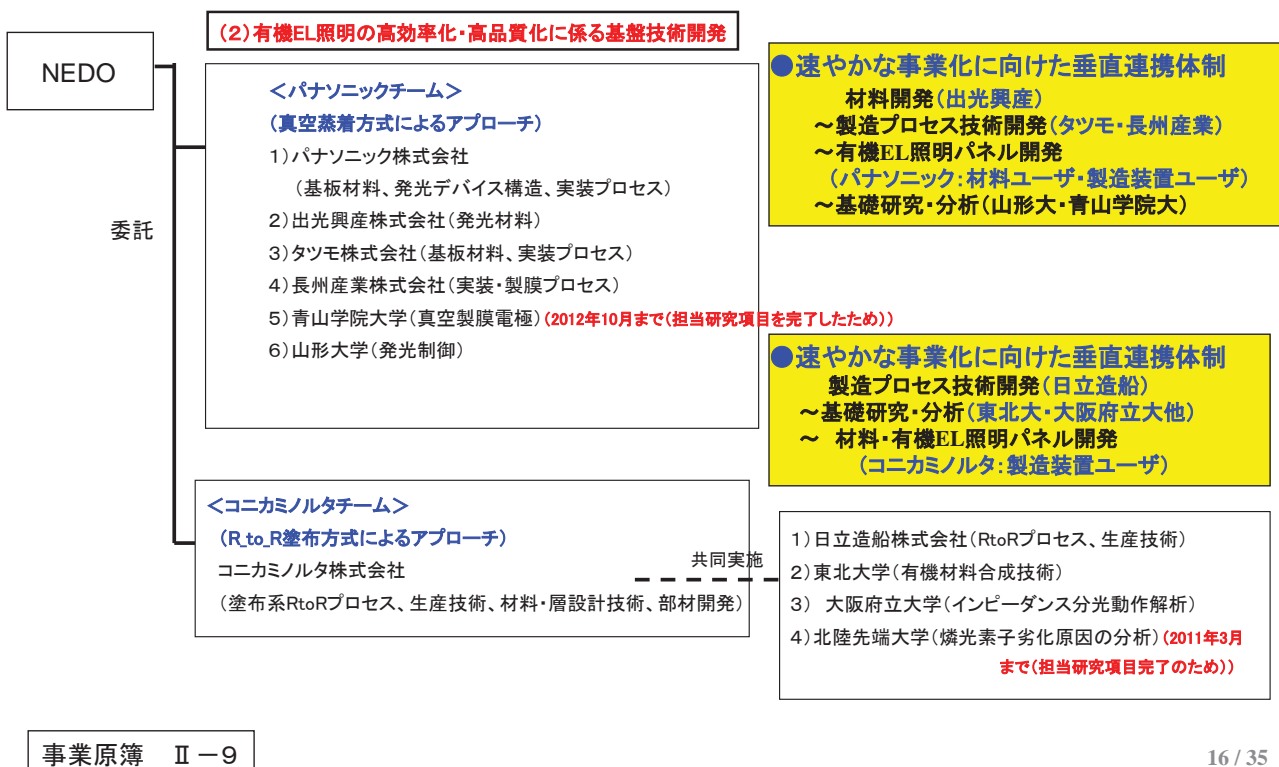 (2)有機EL照明の高効率化・高品質化に係る基盤技術開発
NEDO
委託
<パナソニックチーム>
(真空蒸着方式によるアプローチ)
1)パナソニック株式会社
(基板材料、発光デバイス構造、実装プロセス)
2)出光興産株式会社(発光材料)
3)タツモ株式会社(基板材料、実装プロセス)
4)長州産業株式会社(実装・製膜プロセス)
5)青山学院大学(真空製膜電極)(2012年10月まで(担当研究項目を完了したため))
6)山形大学(発光制御)
●速やかな事業化に向けた垂直連携体制
材料開発(出光興産)
~製造プロセス技術開発(タツモ・長州産業)
~有機EL照明パネル開発
(パナソニック:材料ユーザ・製造装置ユーザ)
~基礎研究・分析(山形大・青山学院大)
●速やかな事業化に向けた垂直連携体制
製造プロセス技術開発(日立造船)
~基礎研究・分析(東北大・大阪府立大他)
~ 材料・有機EL照明パネル開発
(コニカミノルタ:製造装置ユーザ)
<コニカミノルタチーム>
(R_to_R塗布方式によるアプローチ)
コニカミノルタ株式会社
(塗布系RtoRプロセス、生産技術、材料・層設計技術、部材開発)
共同実施
1)日立造船株式会社(RtoRプロセス、生産技術)
2)東北大学(有機材料合成技術)
3) 大阪府立大学(インピーダンス分光動作解析)
4)北陸先端大学(燐光素子劣化原因の分析)(2011年3月
まで(担当研究項目完了のため))
事業原簿 Ⅱ-9
16 / 35